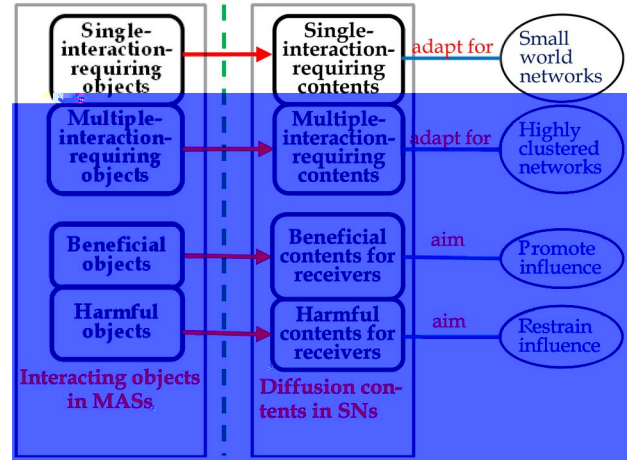 Single-
interaction-
requiring
objects
Single-
interaction-
requiring
contents
adapt for
Small
world
networks
Multiple-
interaction-
requiring
objects
Multiple-
interaction-
requiring
contents
adapt for
Highly
clustered
networks
Beneficial
objects
Beneficial
contents for
receivers
aim
Promote
influence
Harmful
objects
Harmful
contents for
receivers
aim
Restrain
influence
Interacting objects
in MASs
Diffusion con-
tents in SNs